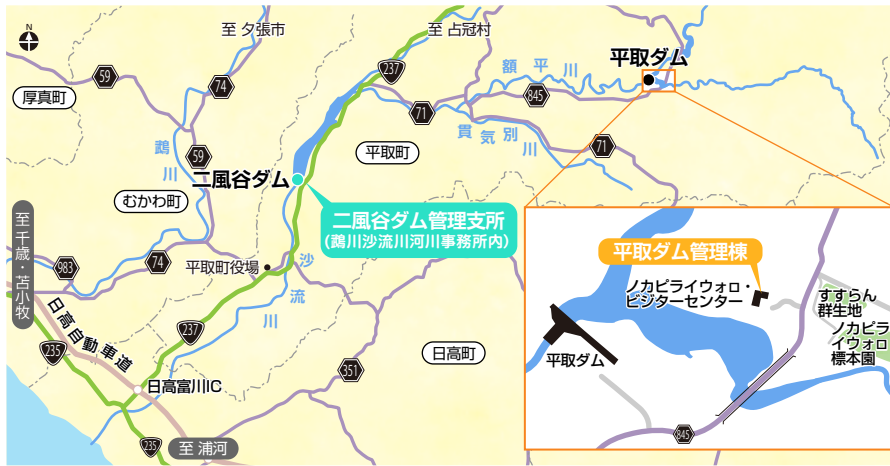 N
至 夕張市
至 占冠村
237
額平川
平取ダム
59
厚真町
74
71
845
貫気別川
平取町
71
鵡川
59
二風谷ダム
むかわ町
至 千歳・苫小牧
二風谷ダム管理支所
(鵡川沙流川河川事務所内)
983
74
平取町役場
沙流川
日高自動車道
237
235
日高町
351
日高富川IC
235
至 浦河
平取ダム管理棟
ノカピライウォロ・
ビジターセンター
すずらん
群生地
ノカピラ
イウォロ
標本園
平取ダム
845